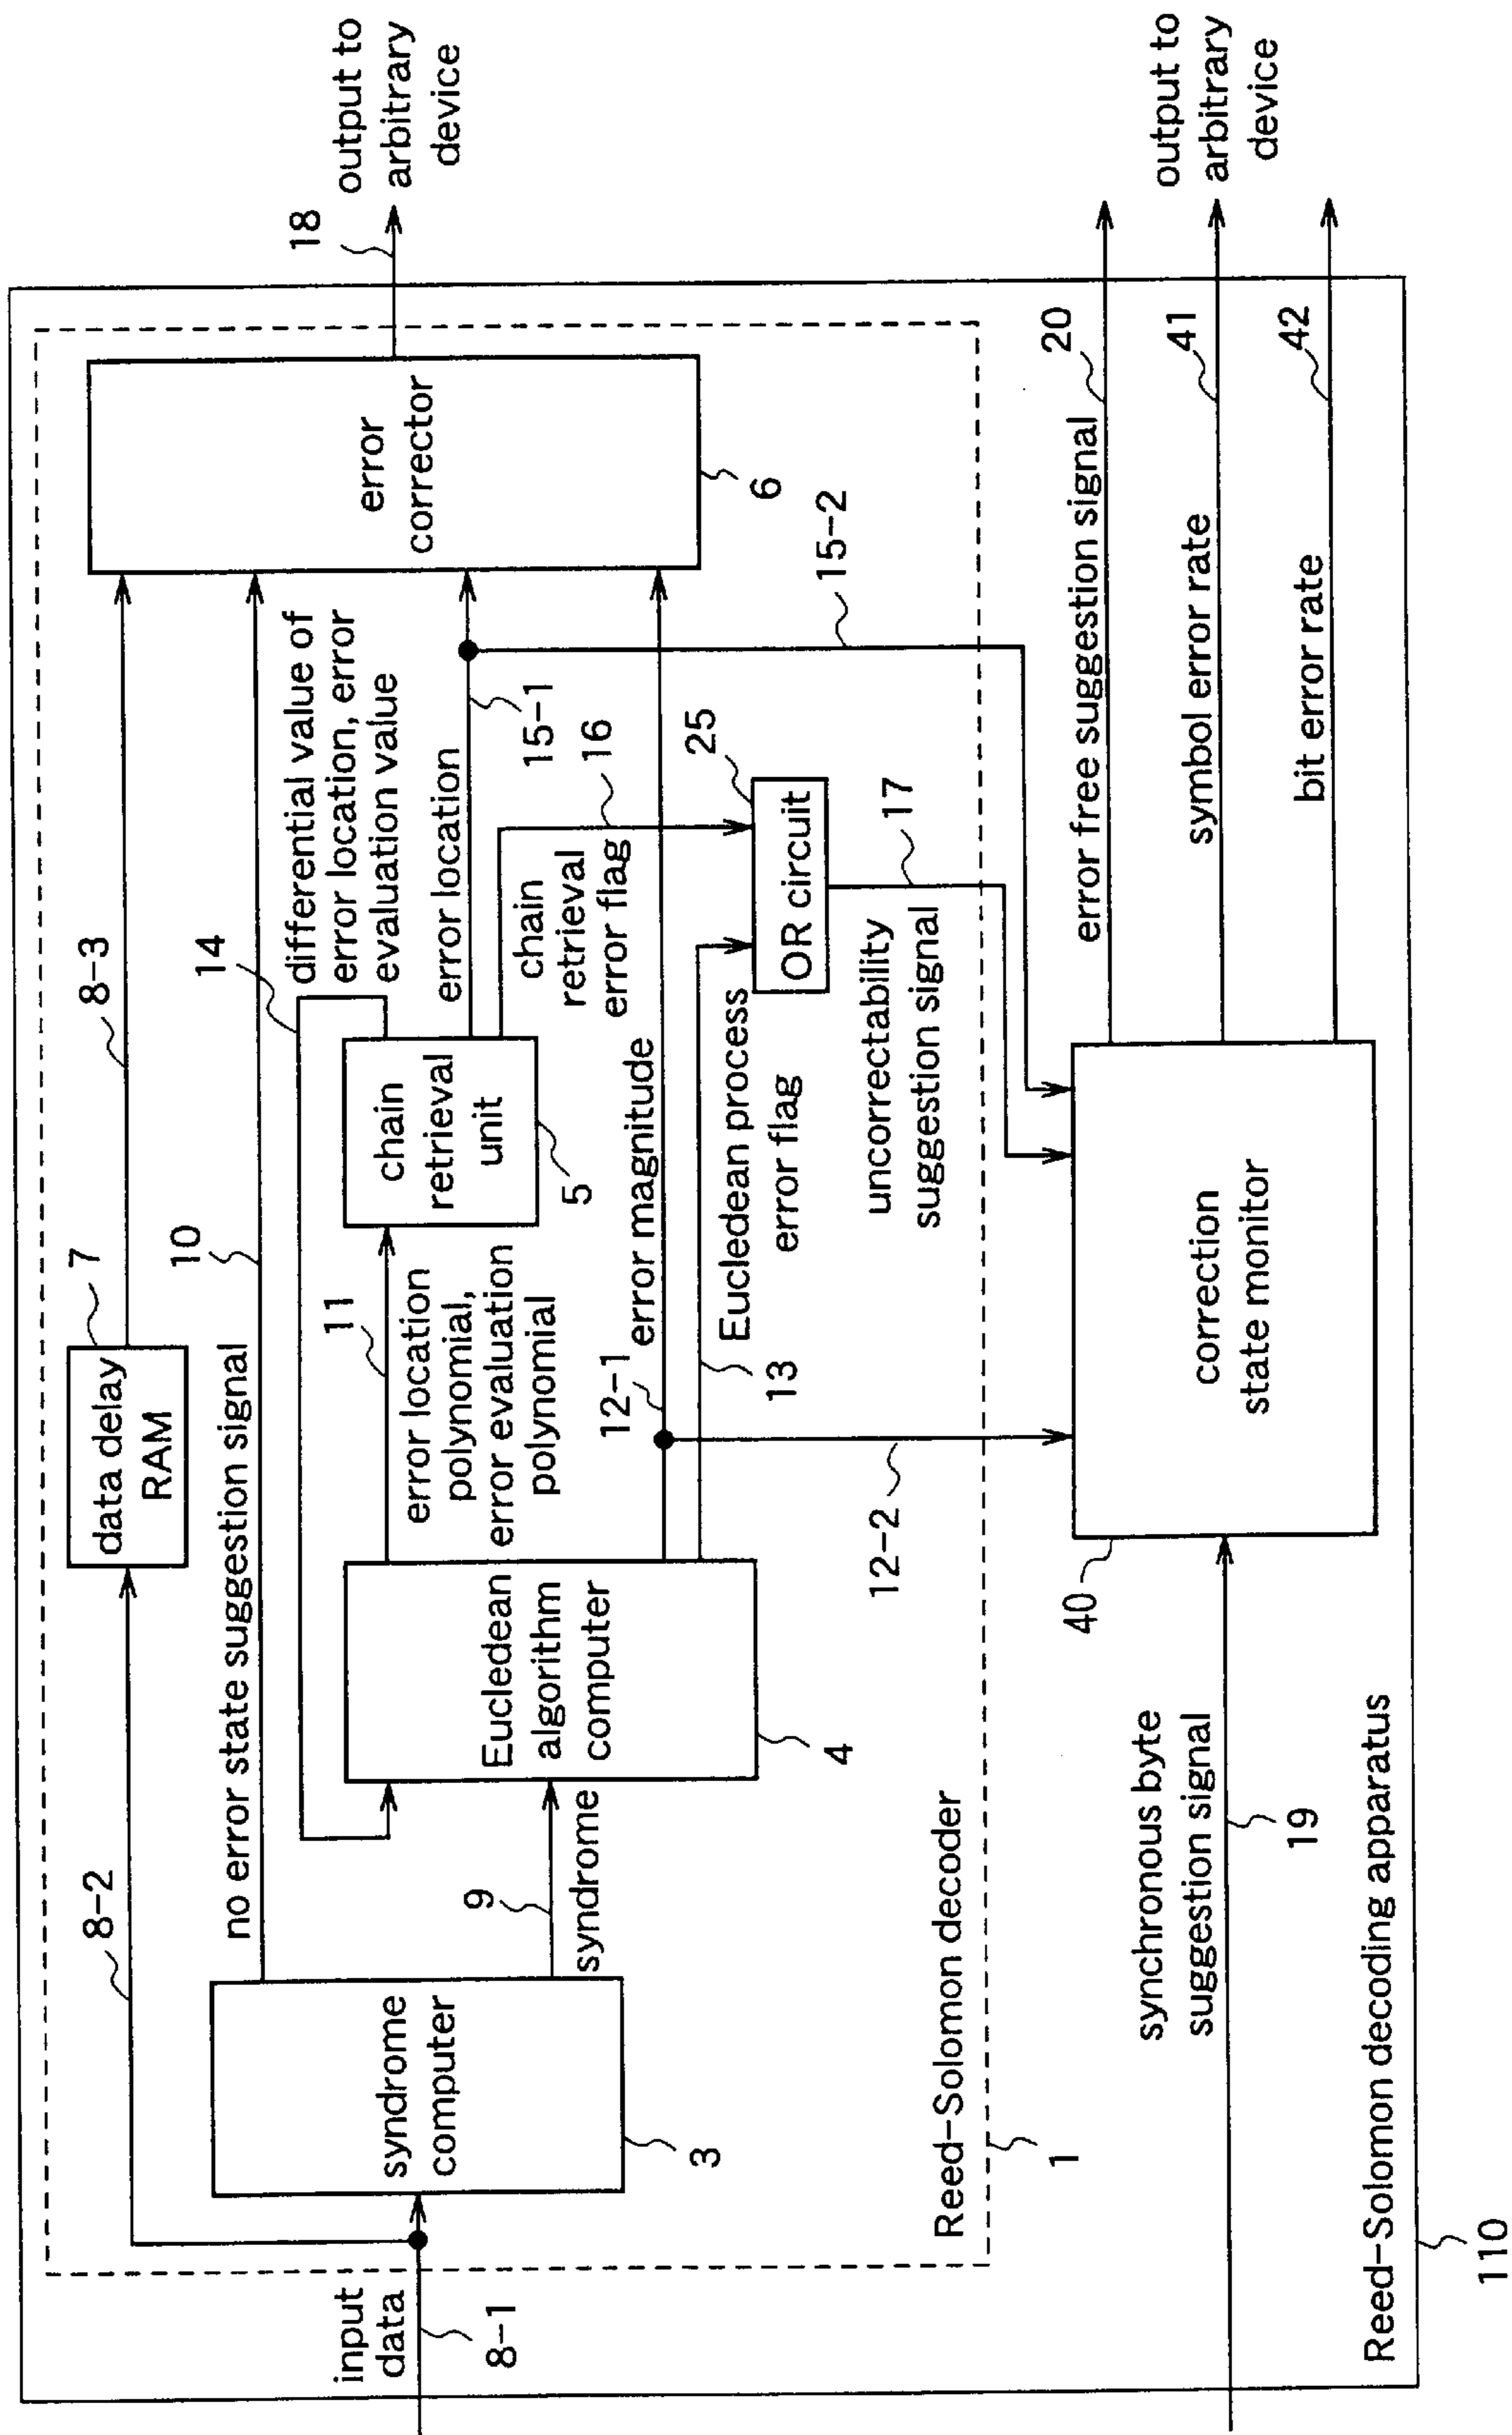 output to
arbitrary
device
18
8-3
7
data delay
RAM
8-2
error
corrector
6
10
no error state suggestion signal
14
differential value of
error location, error
evaluation value
error location
15-1
chain
retrieval
error flag
16
chain
retrieval
unit
5
11
error location
polynomial,
error evaluation
polynomial
12-1
error magnitude
15-2
25
OR circuit
17
Eucledean process
error flag
13
uncorrectability
suggestion signal
Eucledean
algorithm
computer
4
9
syndrome
syndrome
computer
3
input
data
8-1
Reed-Solomon decoder
1
12-2
output to
arbitrary
device
error free suggestion signal
20
symbol error rate
41
bit error rate
42
correction
state monitor
40
synchronous byte
suggestion signal
19
Reed-Solomon decoding apparatus
110